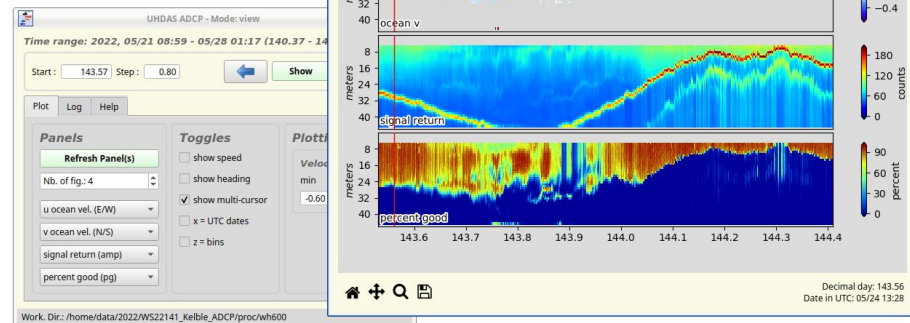 UHDAS ADCP - Mode: view
Time range: 2022, 05/21 08:59 - 05/28 01:17 (140.37 - 14
Start : 143.57 Step : 0.80 Show
Plot Log Help
Panels
Refresh Panel(s)
Nb. of fig.: 4
u ocean vel. (E/W)
v ocean vel. (N/S)
signal return (amp)
percent good (pg)
Toggles
show speed
show heading
show multi-cursor
x = UTC dates
z = bins
Plotti
Veloc
min
-0.60
Work. Dir.: /home/data/2022/WS22141_Kelble_ADCP/proc/wh600
32
40
ocean v
−0.4
meters
8
16
24
32
40
signal return
180
120
60
0
counts
meters
8
16
24
32
40
percent good
90
60
30
0
percent
143.6 143.7 143.8 143.9 144.0 144.1 144.2 144.3 144.4
Decimal day: 143.56
Date in UTC: 05/24 13:28